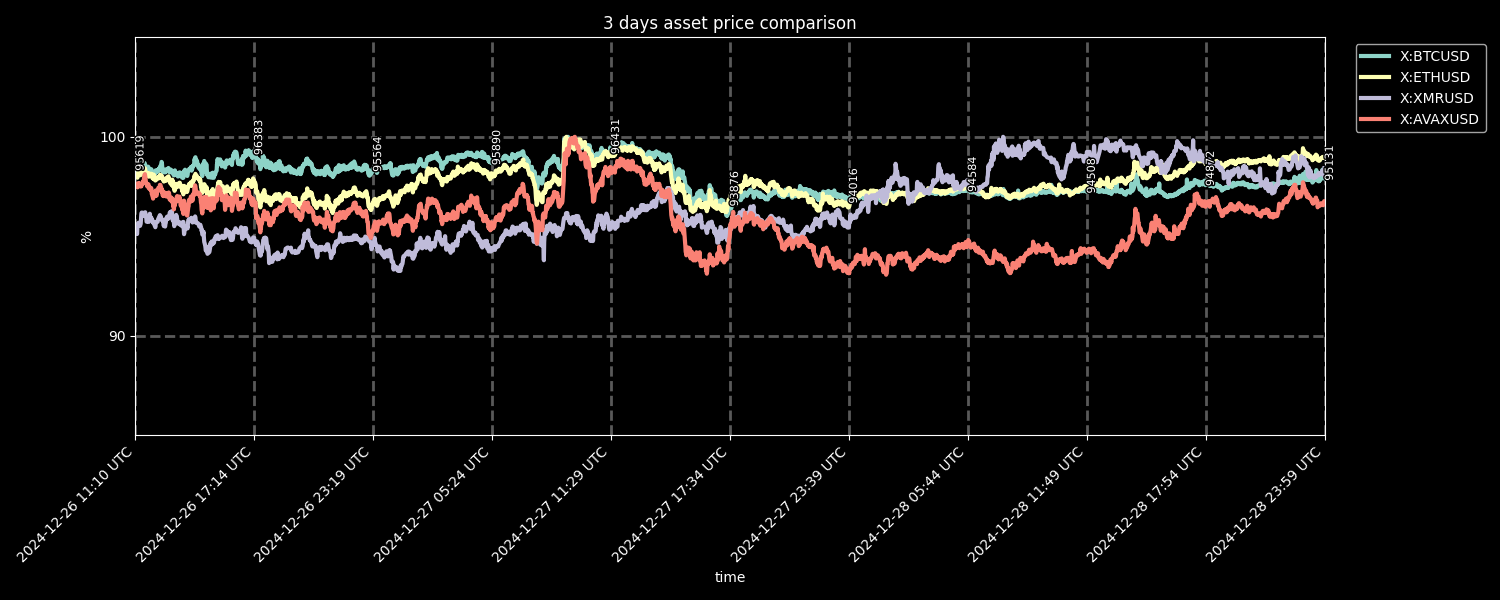 3 days asset price comparison
X:BTCUSD
X:ETHUSD
X:XMRUSD
X:AVAXUSD
100
90
%
95619
96383
95564
95890
96431
93876
94016
94584
94508
94872
95131
2024-12-26 11:10 UTC
2024-12-26 17:14 UTC
2024-12-26 23:19 UTC
2024-12-27 05:24 UTC
2024-12-27 11:29 UTC
2024-12-27 17:34 UTC
2024-12-27 23:39 UTC
2024-12-28 05:44 UTC
2024-12-28 11:49 UTC
2024-12-28 17:54 UTC
2024-12-28 23:59 UTC
time